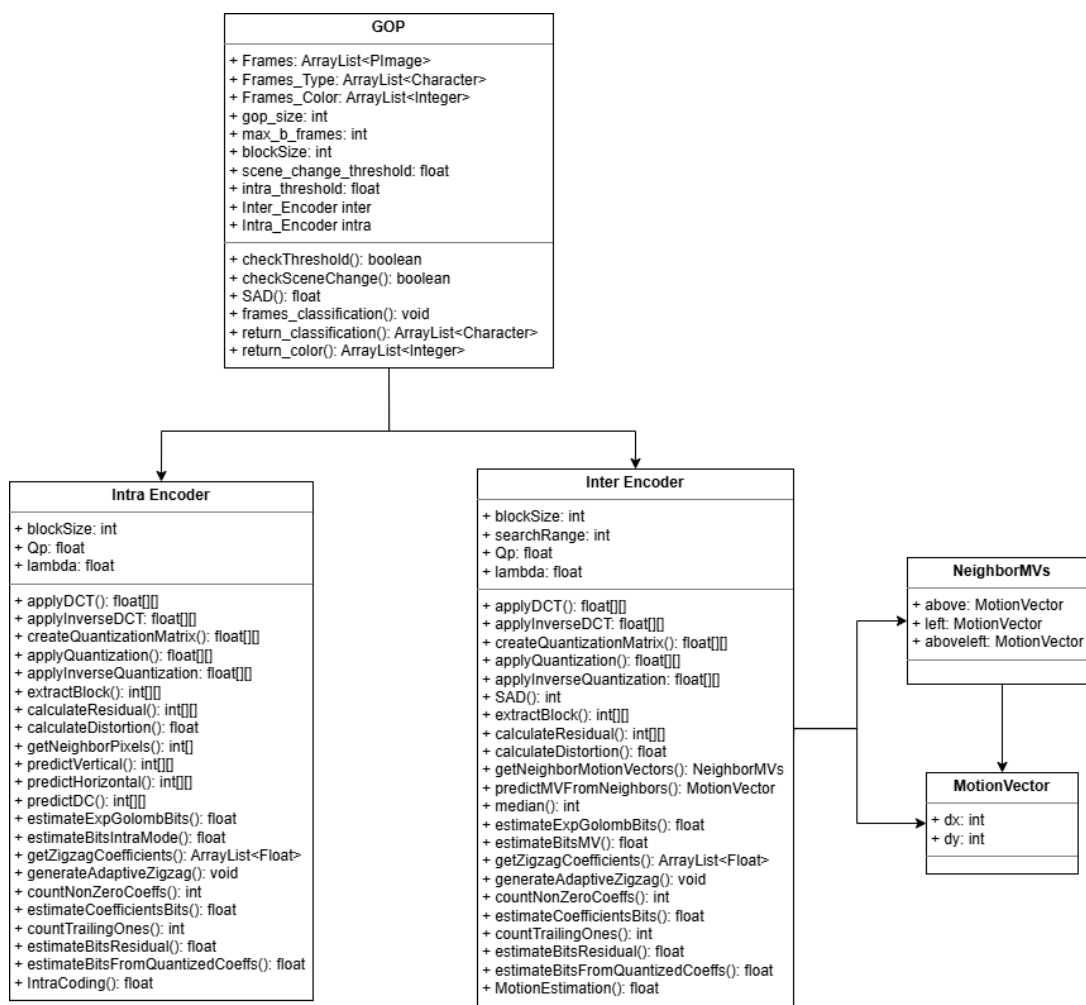 GOP
+ Frames: ArrayList<PImage>
+ Frames_Type: ArrayList<Character>
+ Frames_Color: ArrayList<Integer>
+ gop_size: int
+ max_b_frames: int
+ blockSize: int
+ scene_change_threshold: float
+ intra_threshold: float
+ Inter_Encoder inter
+ Intra_Encoder intra
+ checkThreshold(): boolean
+ checkSceneChange(): boolean
+ SAD(): float
+ frames_classification(): void
+ return_classification(): ArrayList<Character>
+ return_color(): ArrayList<Integer>
Intra Encoder
+ blockSize: int
+ Qp: float
+ lambda: float
+ applyDCT(): float[][]
+ applyInverseDCT: float[][]
+ createQuantizationMatrix(): float[][]
+ applyQuantization(): float[][]
+ applyInverseQuantization: float[][]
+ extractBlock(): int[][]
+ calculateResidual(): int[][]
+ calculateDistortion(): float
+ getNeighborPixels(): int[]
+ predictVertical(): int[][]
+ predictHorizontal(): int[][]
+ predictDC(): int[][]
+ estimateExpGolombBits(): float
+ estimateBitsIntraMode(): float
+ getZigzagCoefficients(): ArrayList<Float>
+ generateAdaptiveZigzag(): void
+ countNonZeroCoeffs(): int
+ estimateCoefficientsBits(): float
+ countTrailingOnes(): int
+ estimateBitsResidual(): float
+ estimateBitsFromQuantizedCoeffs(): float
+ IntraCoding(): float
Inter Encoder
+ blockSize: int
+ searchRange: int
+ Qp: float
+ lambda: float
+ applyDCT(): float[][]
+ applyInverseDCT: float[][]
+ createQuantizationMatrix(): float[][]
+ applyQuantization(): float[][]
+ applyInverseQuantization: float[][]
+ SAD(): int
+ extractBlock(): int[][]
+ calculateResidual(): int[][]
+ calculateDistortion(): float
+ getNeighborMotionVectors(): NeighborMVs
+ predictMVFromNeighbors(): MotionVector
+ median(): int
+ estimateExpGolombBits(): float
+ estimateBitsMV(): float
+ getZigzagCoefficients(): ArrayList<Float>
+ generateAdaptiveZigzag(): void
+ countNonZeroCoeffs(): int
+ estimateCoefficientsBits(): float
+ countTrailingOnes(): int
+ estimateBitsResidual(): float
+ estimateBitsFromQuantizedCoeffs(): float
+ MotionEstimation(): float
NeighborMVs
+ above: MotionVector
+ left: MotionVector
+ aboveleft: MotionVector
MotionVector
+ dx: int
+ dy: int